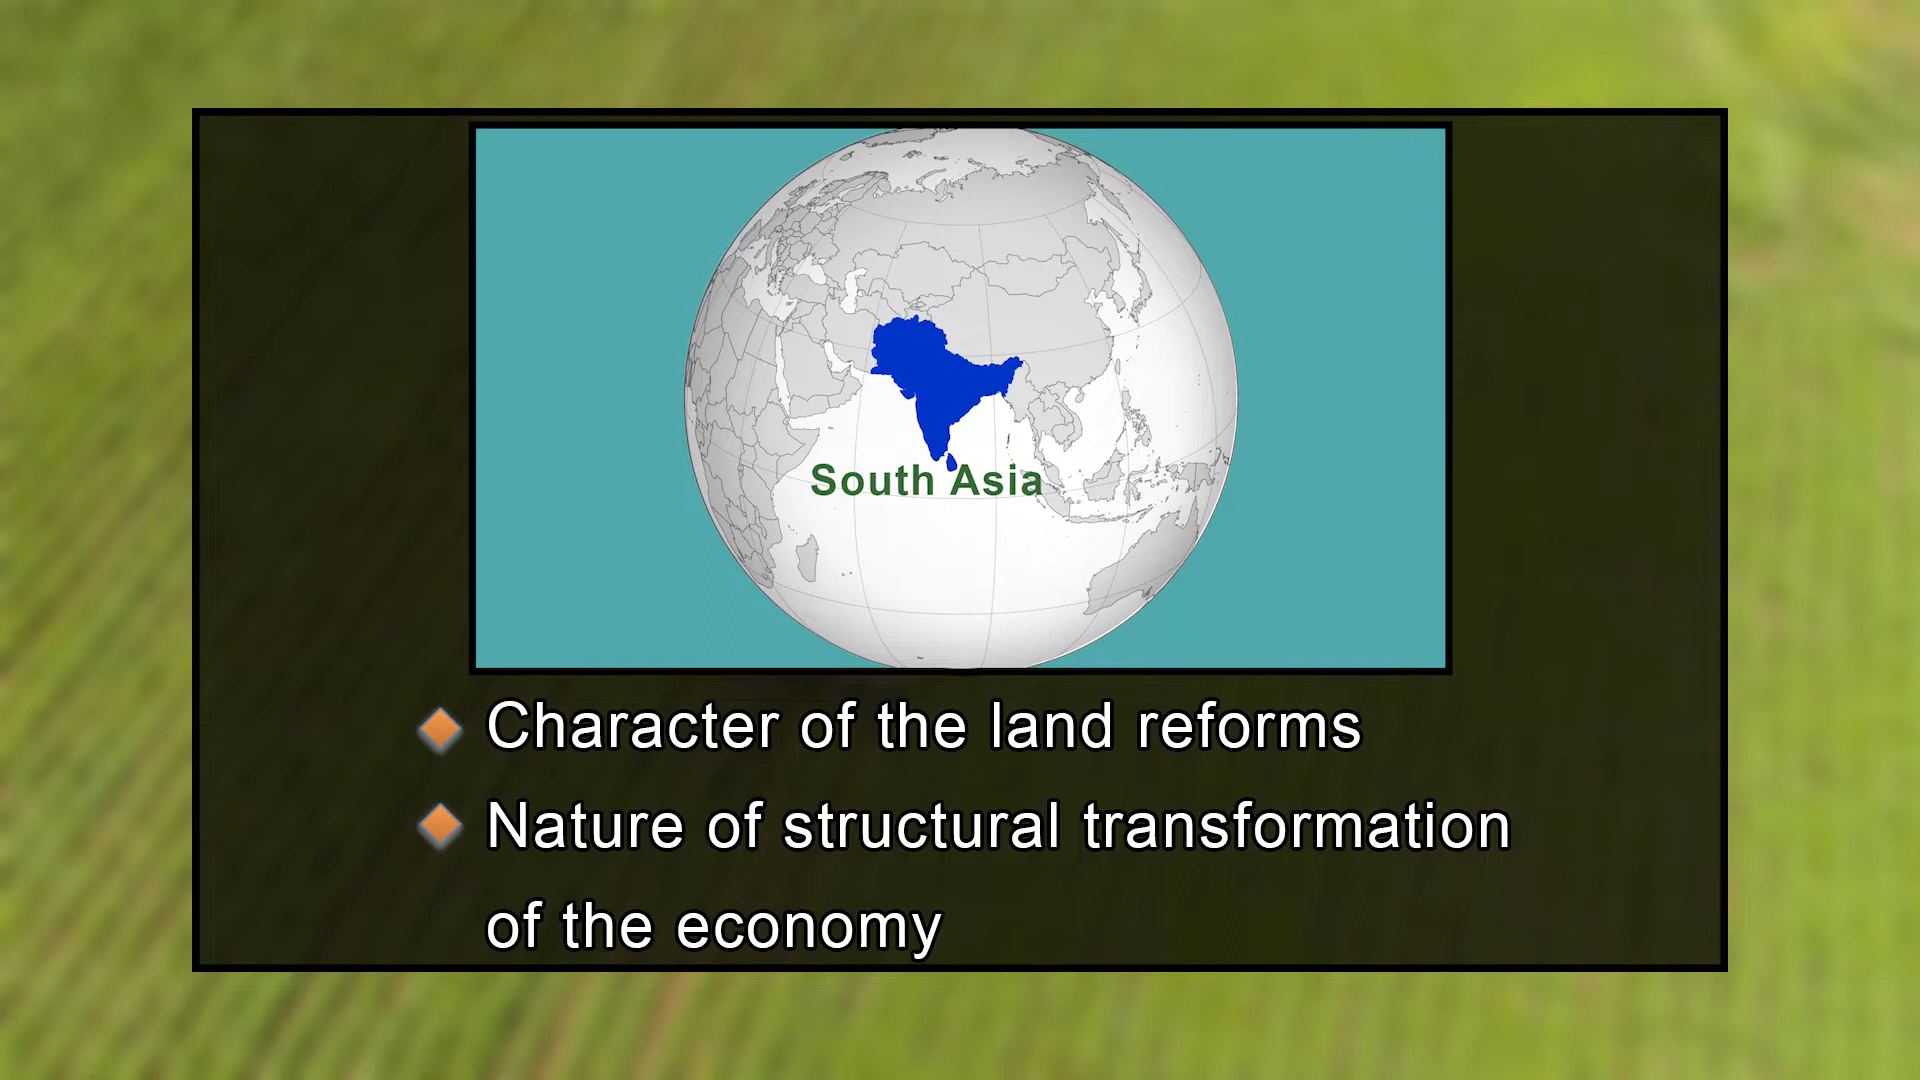 South Asia
Character of the land reforms
Nature of structural transformation
of the economy